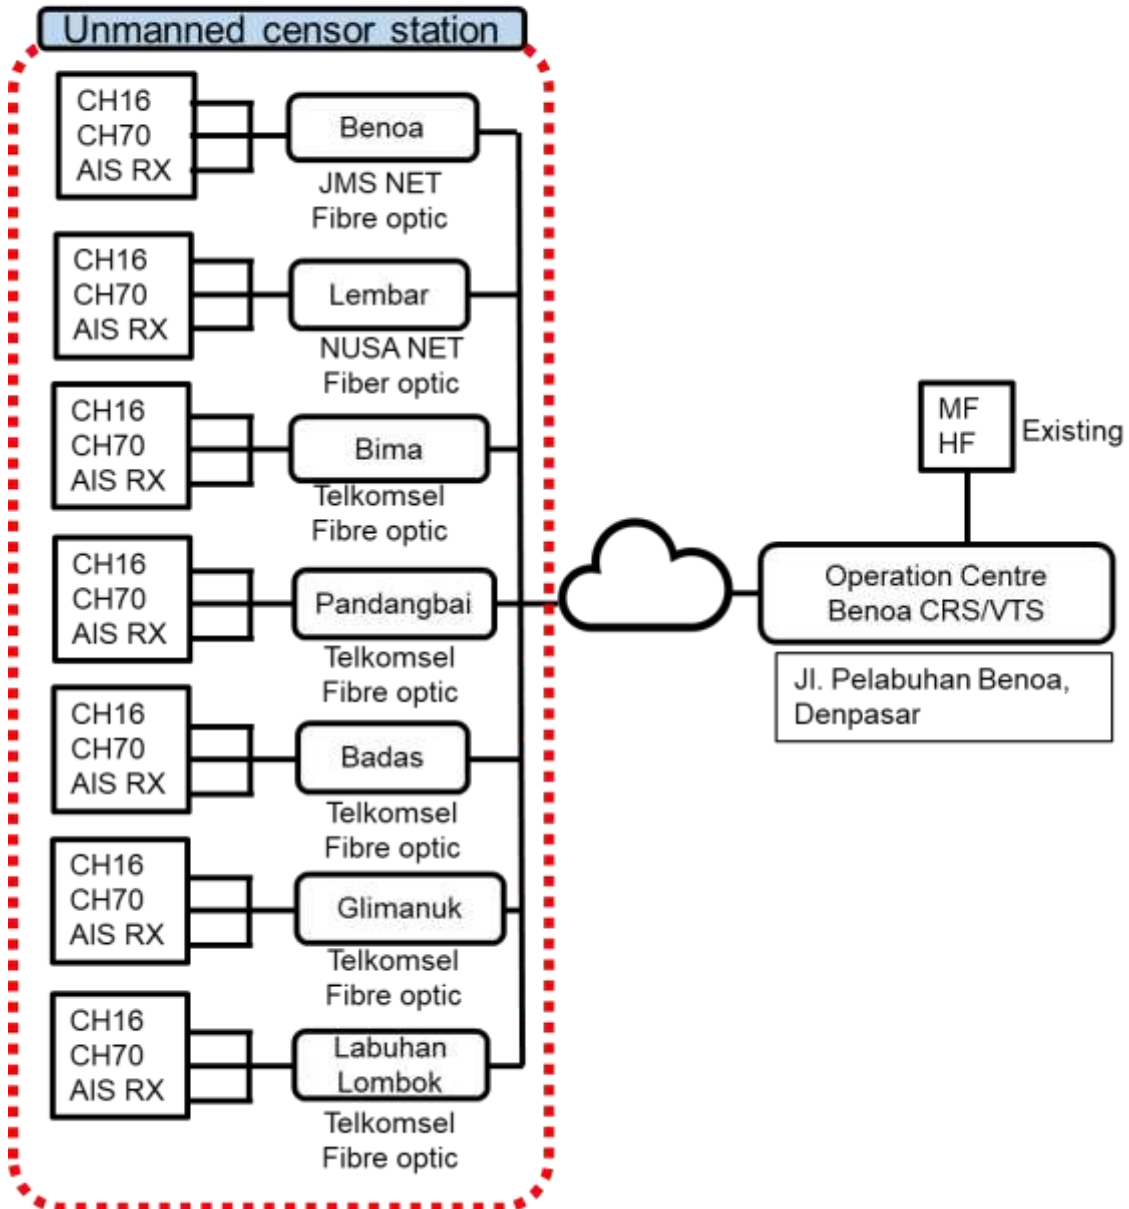 Unmanned censor station
CH16
CH70
AIS RX
Benoa
JMS NET
Fibre optic
CH16
CH70
AIS RX
Lembar
NUSA NET
Fiber optic
CH16
CH70
AIS RX
Bima
Telkomsel
Fibre optic
CH16
CH70
AIS RX
Pandangbai
Telkomsel
Fibre optic
CH16
CH70
AIS RX
Badas
Telkomsel
Fibre optic
CH16
CH70
AIS RX
Glimanuk
Telkomsel
Fibre optic
CH16
CH70
AIS RX
Labuhan
Lombok
Telkomsel
Fibre optic
MF
HF
Existing
Operation Centre
Benoa CRS/VTS
Jl. Pelabuhan Benoa,
Denpasar